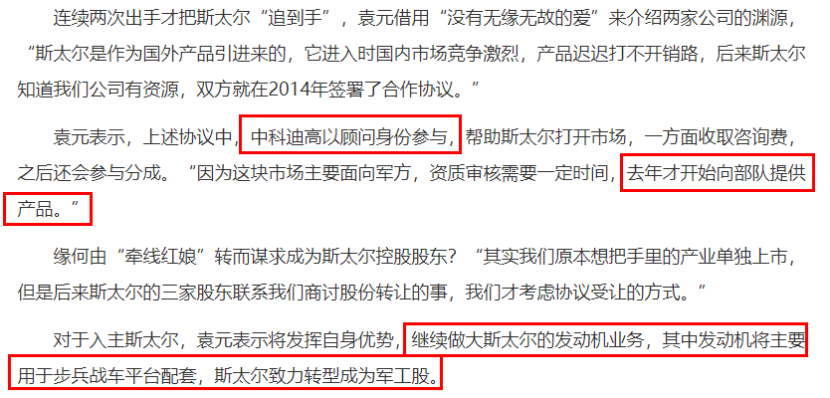 连续两次出手才把斯太尔“追到手”，袁元借用“没有无缘无故的爱”来介绍两家公司的渊源，
“斯太尔是作为国外产品引进来的，它进入时国内市场竞争激烈，产品迟迟打不开销路，后来斯太尔
知道我们公司有资源，双方就在2014年签署了合作协议。”
袁元表示，上述协议中，中科迪高以顾问身份参与，帮助斯太尔打开市场，一方面收取咨询费，
之后还会参与分成。“因为这块市场主要面向军方，资质审核需要一定时间，去年才开始向部队提供
产品。”
缘何由“牵线红娘”转而谋求成为斯太尔控股股东？“其实我们原本想把手里的产业单独上市，
但是后来斯太尔的三家股东联系我们商讨股份转让的事，我们才考虑协议受让的方式。”
对于入主斯太尔，袁元表示将发挥自身优势，继续做大斯太尔的发动机业务，其中发动机将主要
用于步兵战车平台配套，斯太尔致力转型成为军工股。